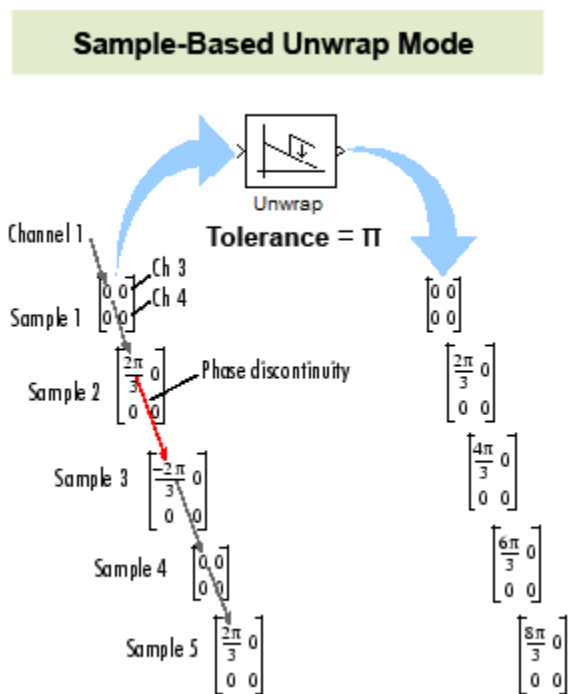 Sample-Based Unwrap Mode
Unwrap
Tolerance = π
Channel 1
Ch 3
Ch 4
Sample 1
[0 0
0 0]
[0 0
0 0]
Sample 2
[2π/3 0
0 0]
Phase discontinuity
[2π/3 0
0 0]
Sample 3
[-2π/3 0
0 0]
[4π/3 0
0 0]
Sample 4
[0 0
0 0]
[6π/3 0
0 0]
Sample 5
[2π/3 0
0 0]
[8π/3 0
0 0]